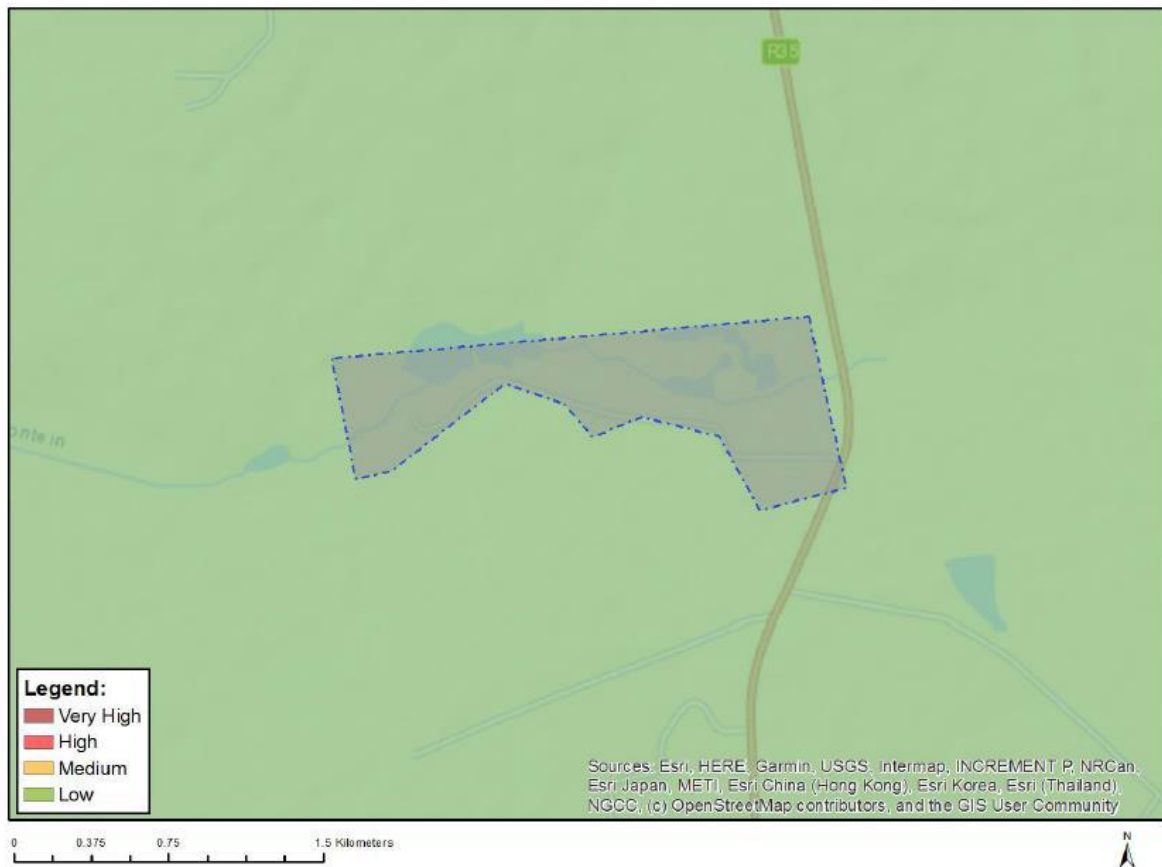 R35
ontein
Legend:
Very High
High
Medium
Low
Sources: Esri, HERE, Garmin, USGS, Intermap, INCREMENT P, NRCan,
Esri Japan, METI, Esri China (Hong Kong), Esri Korea, Esri (Thailand),
NGCC, (c) OpenStreetMap contributors, and the GIS User Community
0 0.375 0.75 1.5 Kilometers
N